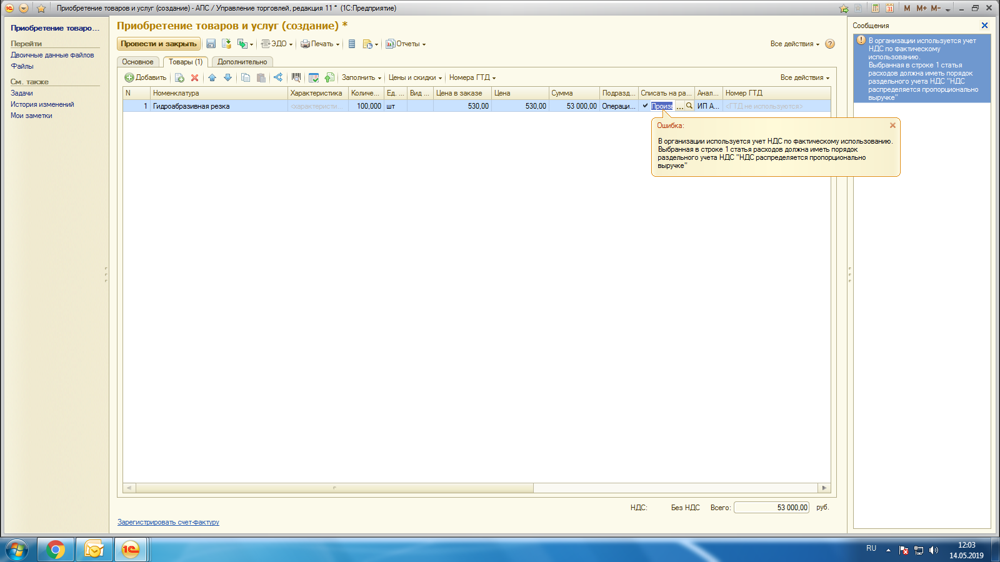 Приобретение товаров и услуг (создание) - АПС / Управление торговлей, редакция 11 * (1С:Предприятие)
M M+ M-
Приобретение товаро...
Перейти
Двоичные данные файлов
Файлы
См. также
Задачи
История изменений
Мои заметки
Приобретение товаров и услуг (создание) *
Провести и закрыть ЭДО Печать Отчеты Все действия ?
Основное Товары (1) Дополнительно
Добавить Заполнить Цены и скидки Номера ГТД Все действия
N Номенклатура Характеристика Количе... Ед. ... Вид ... Цена в заказе Цена Сумма Подразд... Списать на ра... Анал... Номер ГТД
1 Гидроабразивная резка <характеристи... 100,000 шт 530,00 530,00 53 000,00 Операци... Произв ... ИП А... <ГТД не используются>
Ошибка:
В организации используется учет НДС по фактическому использованию.
Выбранная в строке 1 статья расходов должна иметь порядок
раздельного учета НДС "НДС распределяется пропорционально
выручке"
НДС: Без НДС Всего: 53 000,00 руб.
Зарегистрировать счет-фактуру
Сообщения
В организации используется учет
НДС по фактическому
использованию.
Выбранная в строке 1 статья
расходов должна иметь порядок
раздельного учета НДС "НДС
распределяется пропорционально
выручке"
RU
12:03
14.05.2019